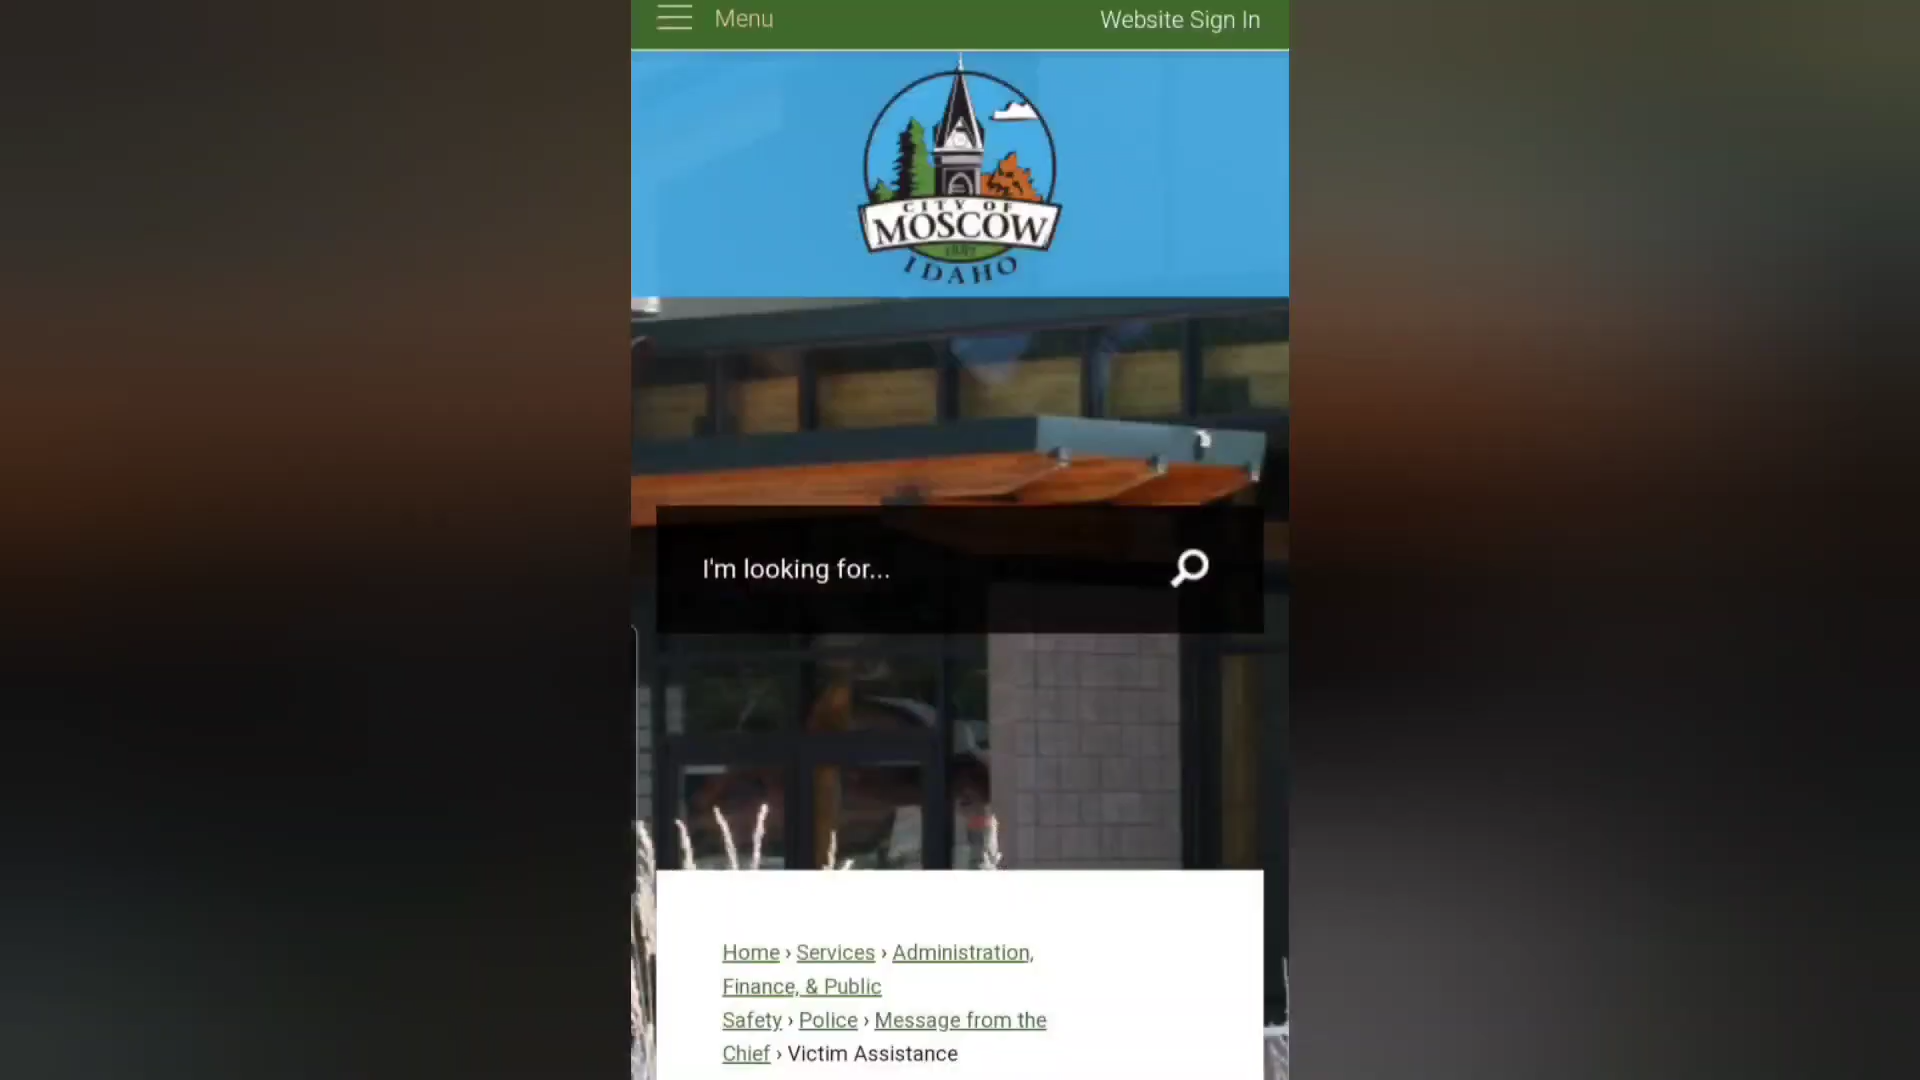 Menu
Website Sign In
CITY OF
MOSCOW
IDAHO
I'm looking for...
Home › Services › Administration,
Finance, & Public
Safety › Police › Message from the
Chief › Victim Assistance